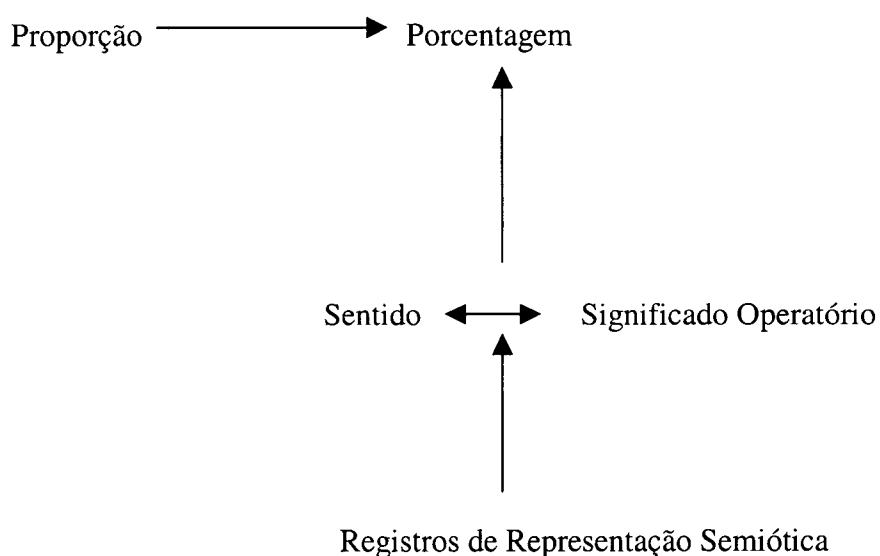 Proporção Porcentagem
Sentido Significado Operatório
Registros de Representação Semiótica